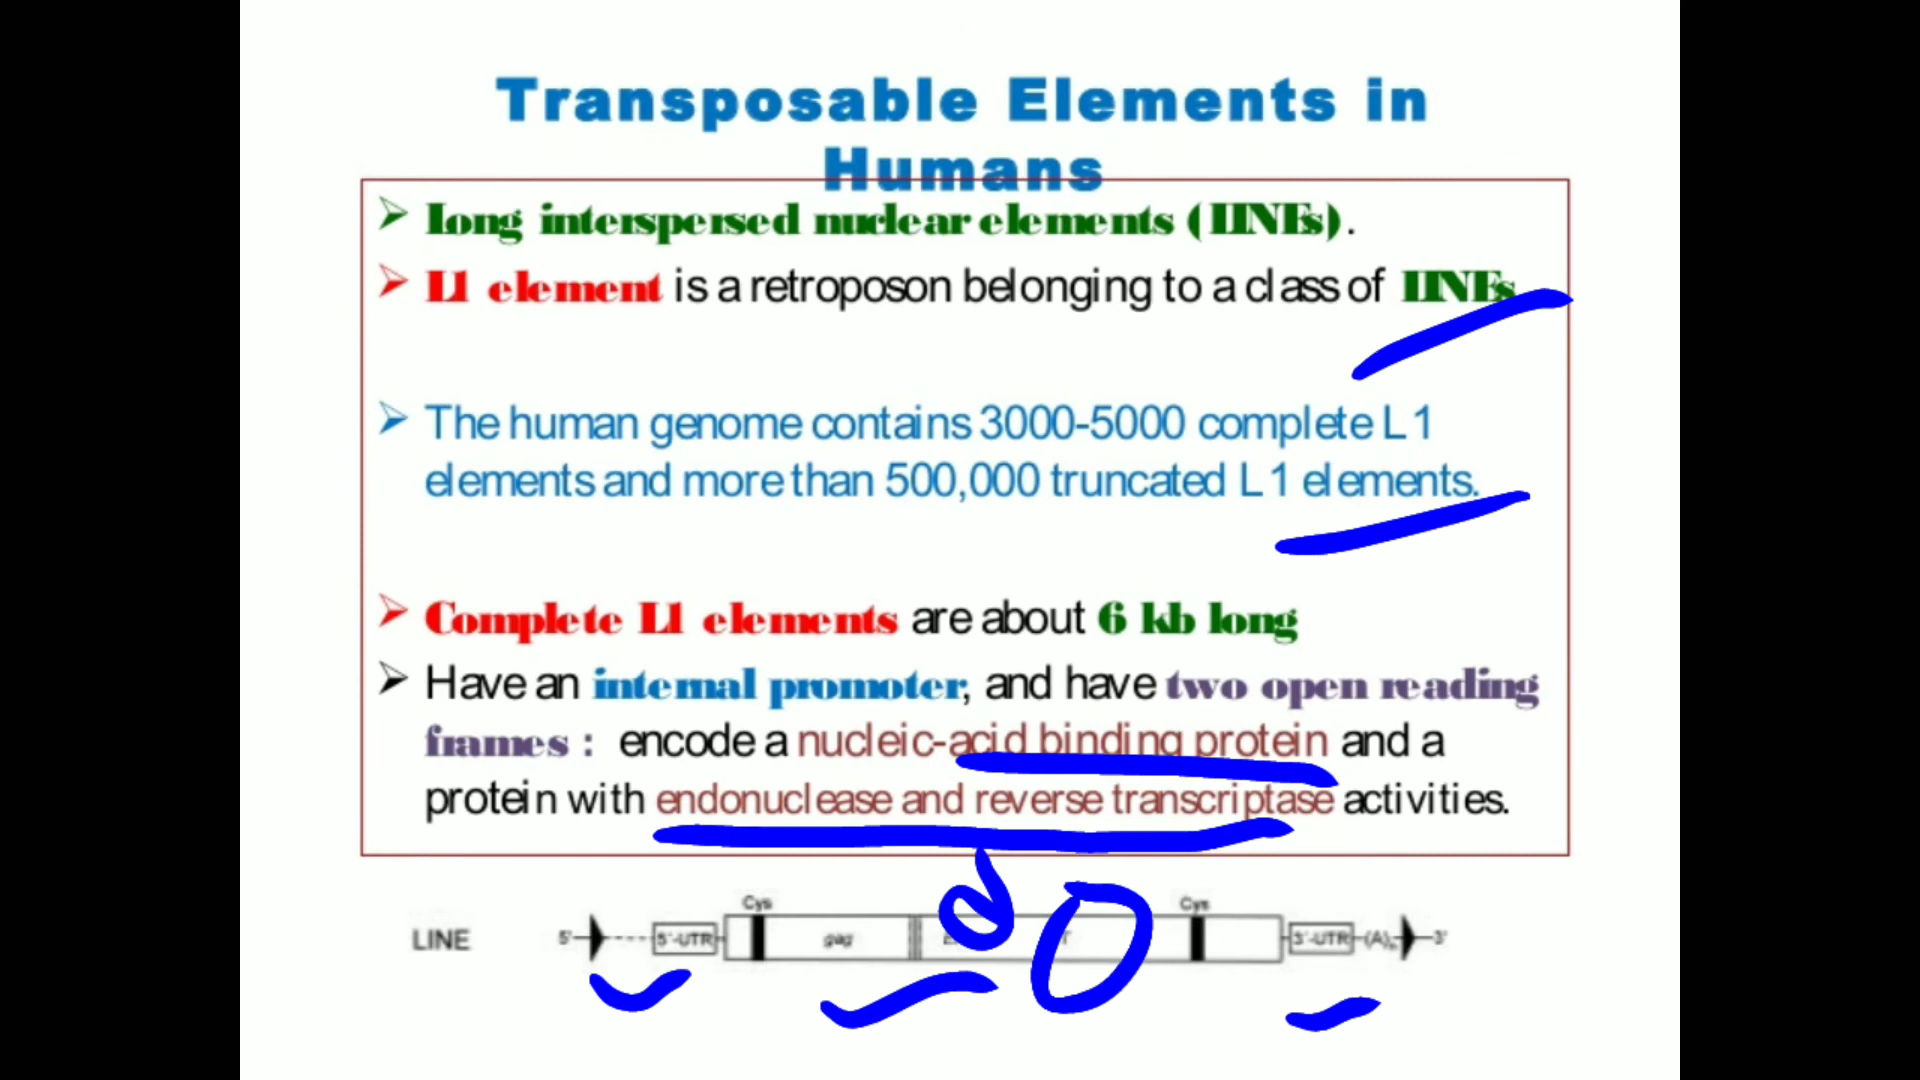 Transposable Elements in
Humans
Long interspersed nuclear elements (LINEs).
L1 element is a retroposon belonging to a class of LINEs
The human genome contains 3000-5000 complete L1
elements and more than 500,000 truncated L1 elements.
Complete L1 elements are about 6 kb long
Have an internal promoter, and have two open reading
frames : encode a nucleic-acid binding protein and a
protein with endonuclease and reverse transcriptase activities.
Cys Cys
LINE 5' 5'-UTR gag 3'-UTR (A)n 3'